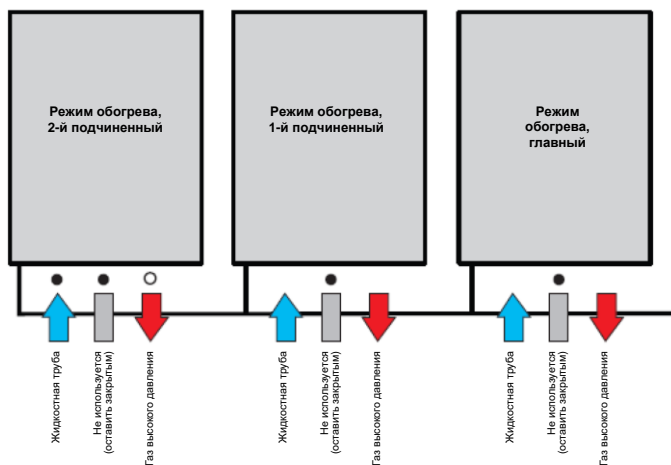 Режим обогрева,
2-й подчиненный
Режим обогрева,
1-й подчиненный
Режим
обогрева,
главный
Жидкостная труба
Не используется
(оставить закрытым)
Газ высокого давления
Жидкостная труба
Не используется
(оставить закрытым)
Газ высокого давления
Жидкостная труба
Не используется
(оставить закрытым)
Газ высокого давления